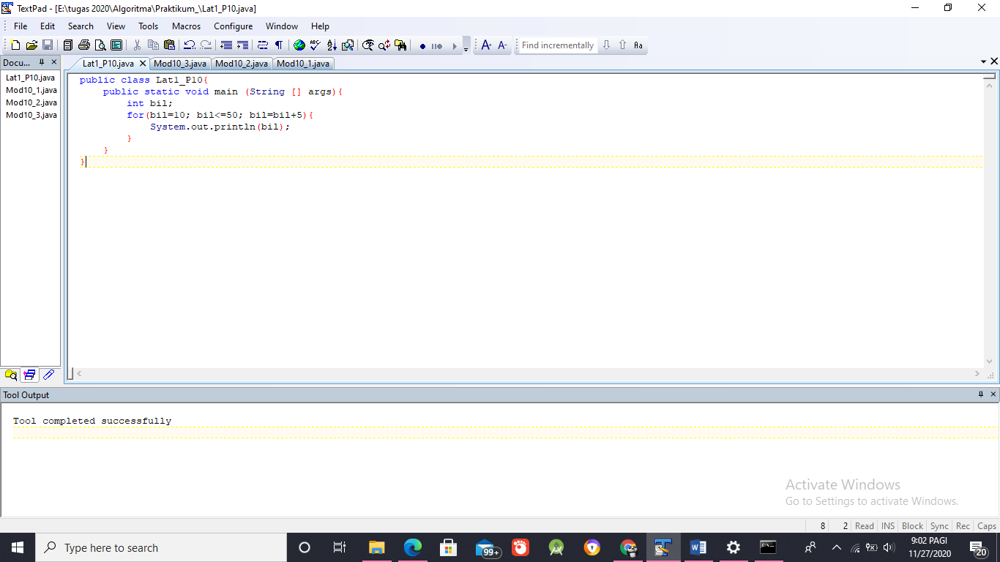 TextPad - [E:\tugas 2020\Algoritma\Praktikum_\Lat1_P10.java]
File Edit Search View Tools Macros Configure Window Help
Find incrementally
Docu...
Lat1_P10.java Mod10_3.java Mod10_2.java Mod10_1.java
Lat1_P10.java
Mod10_1.java
Mod10_2.java
Mod10_3.java
public class Lat1_P10{
    public static void main (String [] args){
        int bil;
        for(bil=10; bil<=50; bil=bil+5){
            System.out.println(bil);
        }
    }
}
Tool Output
Tool completed successfully
Activate Windows
Go to Settings to activate Windows.
8 2 Read INS Block Sync Rec Caps
Type here to search
99+
9:02 PAGI
11/27/2020
20